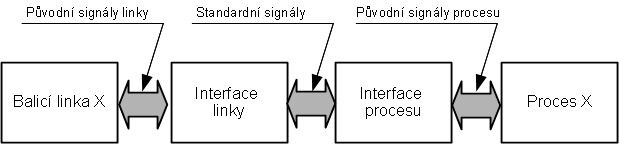 Původní signály linky
Standardní signály
Původní signály procesu
Balicí linka X
Interface
linky
Interface
procesu
Proces X